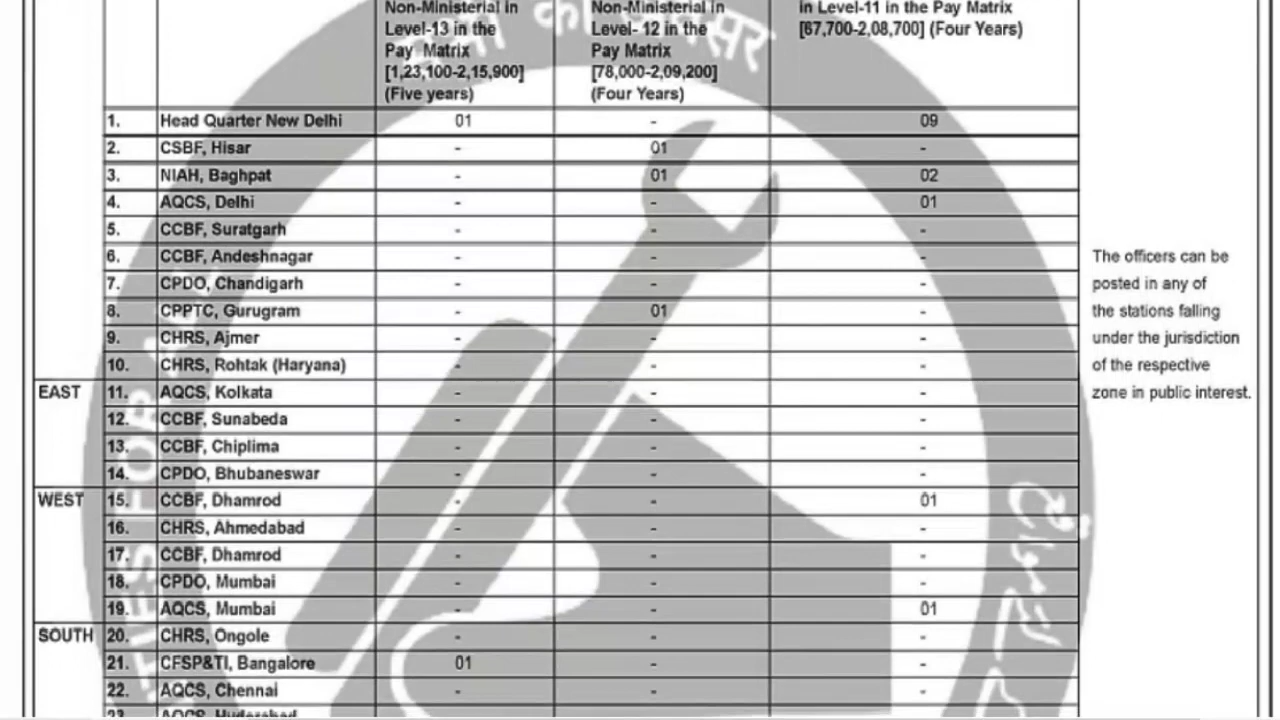 Non-Ministerial in
Level-13 in the
Pay Matrix
[1,23,100-2,15,900]
(Five years)
Non-Ministerial in
Level- 12 in the
Pay Matrix
[78,000-2,09,200]
(Four Years)
in Level-11 in the Pay Matrix
[67,700-2,08,700] (Four Years)
1. Head Quarter New Delhi 01 - 09
2. CSBF, Hisar - 01 -
3. NIAH, Baghpat - 01 02
4. AQCS, Delhi - - 01
5. CCBF, Suratgarh - - -
6. CCBF, Andeshnagar - - -
7. CPDO, Chandigarh - - -
8. CPPTC, Gurugram - 01 -
9. CHRS, Ajmer - - -
10. CHRS, Rohtak (Haryana) - - -
EAST 11. AQCS, Kolkata - - -
12. CCBF, Sunabeda - - -
13. CCBF, Chiplima - - -
14. CPDO, Bhubaneswar - - -
WEST 15. CCBF, Dhamrod - - 01
16. CHRS, Ahmedabad - - -
17. CCBF, Dhamrod - - -
18. CPDO, Mumbai - - -
19. AQCS, Mumbai - - 01
SOUTH 20. CHRS, Ongole - - -
21. CFSP&TI, Bangalore 01 - -
22. AQCS, Chennai - - -
23. AQCS, Hyderabad
The officers can be
posted in any of
the stations falling
under the jurisdiction
of the respective
zone in public interest.